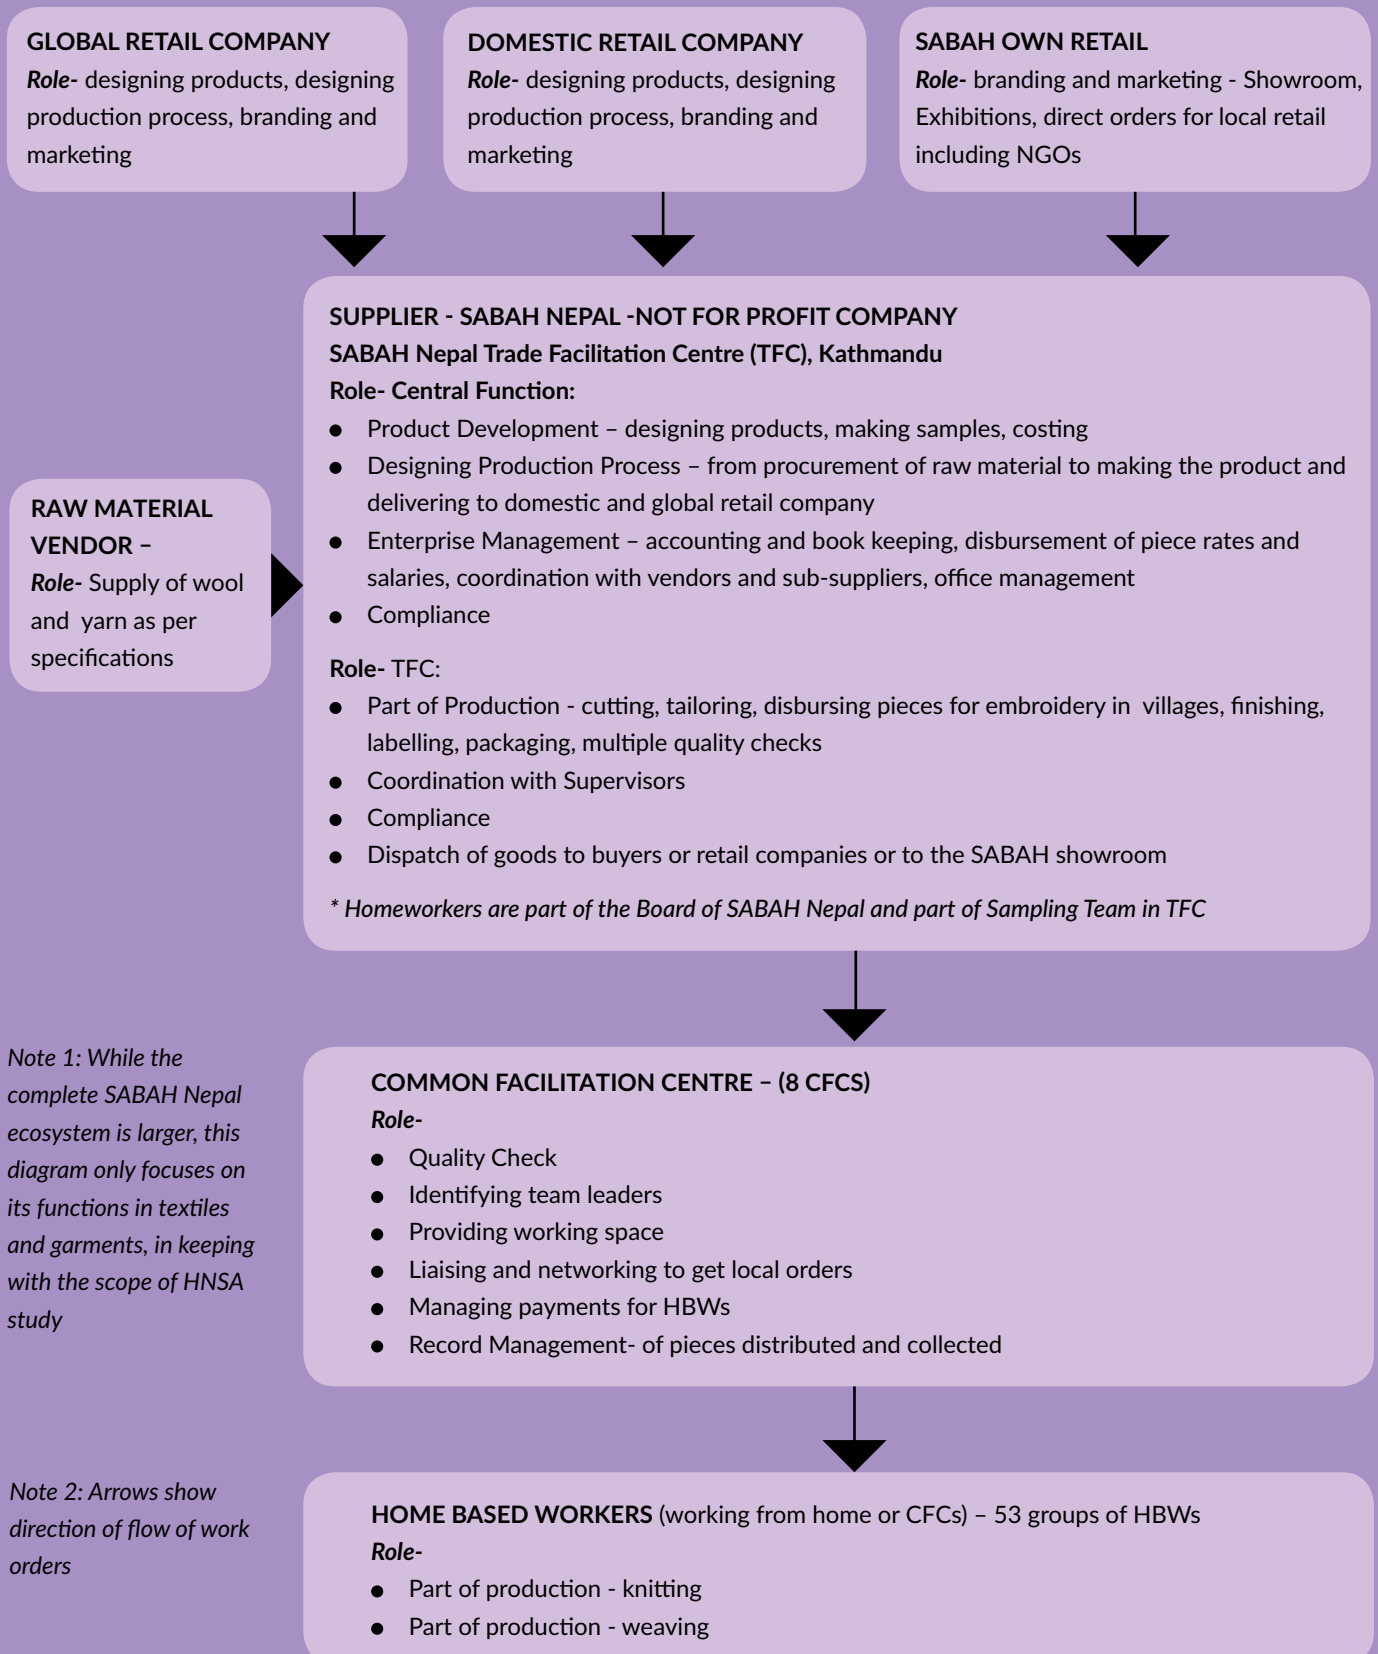 GLOBAL RETAIL COMPANY
Role- designing products, designing
production process, branding and
marketing
DOMESTIC RETAIL COMPANY
Role- designing products, designing
production process, branding and
marketing
SABAH OWN RETAIL
Role- branding and marketing - Showroom,
Exhibitions, direct orders for local retail
including NGOs
SUPPLIER - SABAH NEPAL -NOT FOR PROFIT COMPANY
SABAH Nepal Trade Facilitation Centre (TFC), Kathmandu
Role- Central Function:
● Product Development – designing products, making samples, costing
● Designing Production Process – from procurement of raw material to making the product and
delivering to domestic and global retail company
● Enterprise Management – accounting and book keeping, disbursement of piece rates and
salaries, coordination with vendors and sub-suppliers, office management
● Compliance
Role- TFC:
● Part of Production - cutting, tailoring, disbursing pieces for embroidery in villages, finishing,
labelling, packaging, multiple quality checks
● Coordination with Supervisors
● Compliance
● Dispatch of goods to buyers or retail companies or to the SABAH showroom
* Homeworkers are part of the Board of SABAH Nepal and part of Sampling Team in TFC
RAW MATERIAL
VENDOR –
Role- Supply of wool
and yarn as per
specifications
Note 1: While the
complete SABAH Nepal
ecosystem is larger, this
diagram only focuses on
its functions in textiles
and garments, in keeping
with the scope of HNSA
study
COMMON FACILITATION CENTRE – (8 CFCS)
Role-
● Quality Check
● Identifying team leaders
● Providing working space
● Liaising and networking to get local orders
● Managing payments for HBWs
● Record Management- of pieces distributed and collected
Note 2: Arrows show
direction of flow of work
orders
HOME BASED WORKERS (working from home or CFCs) – 53 groups of HBWs
Role-
● Part of production - knitting
● Part of production - weaving